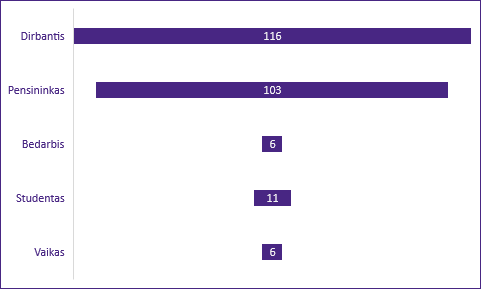 Dirbantis 116
Pensininkas 103
Bedarbis 6
Studentas 11
Vaikas 6